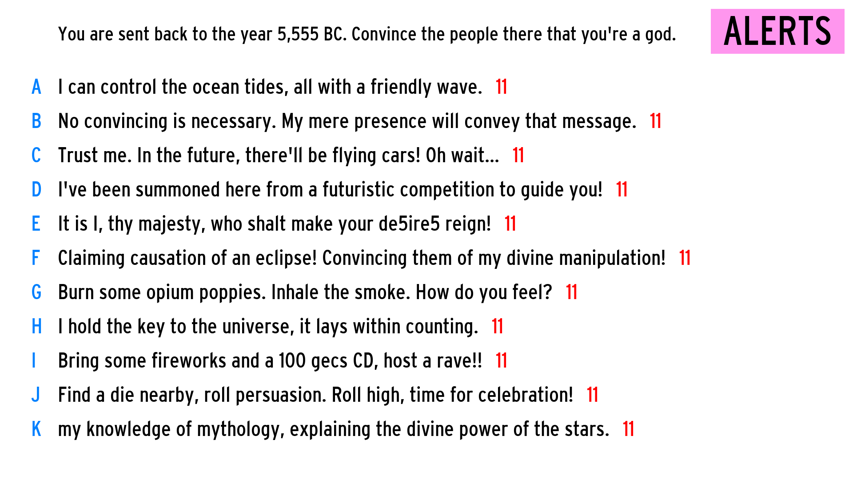 You are sent back to the year 5,555 BC. Convince the people there that you're a god.
ALERTS
A I can control the ocean tides, all with a friendly wave. 11
B No convincing is necessary. My mere presence will convey that message. 11
C Trust me. In the future, there'll be flying cars! Oh wait... 11
D I've been summoned here from a futuristic competition to guide you! 11
E It is I, thy majesty, who shalt make your de5ire5 reign! 11
F Claiming causation of an eclipse! Convincing them of my divine manipulation! 11
G Burn some opium poppies. Inhale the smoke. How do you feel? 11
H I hold the key to the universe, it lays within counting. 11
I Bring some fireworks and a 100 gecs CD, host a rave!! 11
J Find a die nearby, roll persuasion. Roll high, time for celebration! 11
K my knowledge of mythology, explaining the divine power of the stars. 11